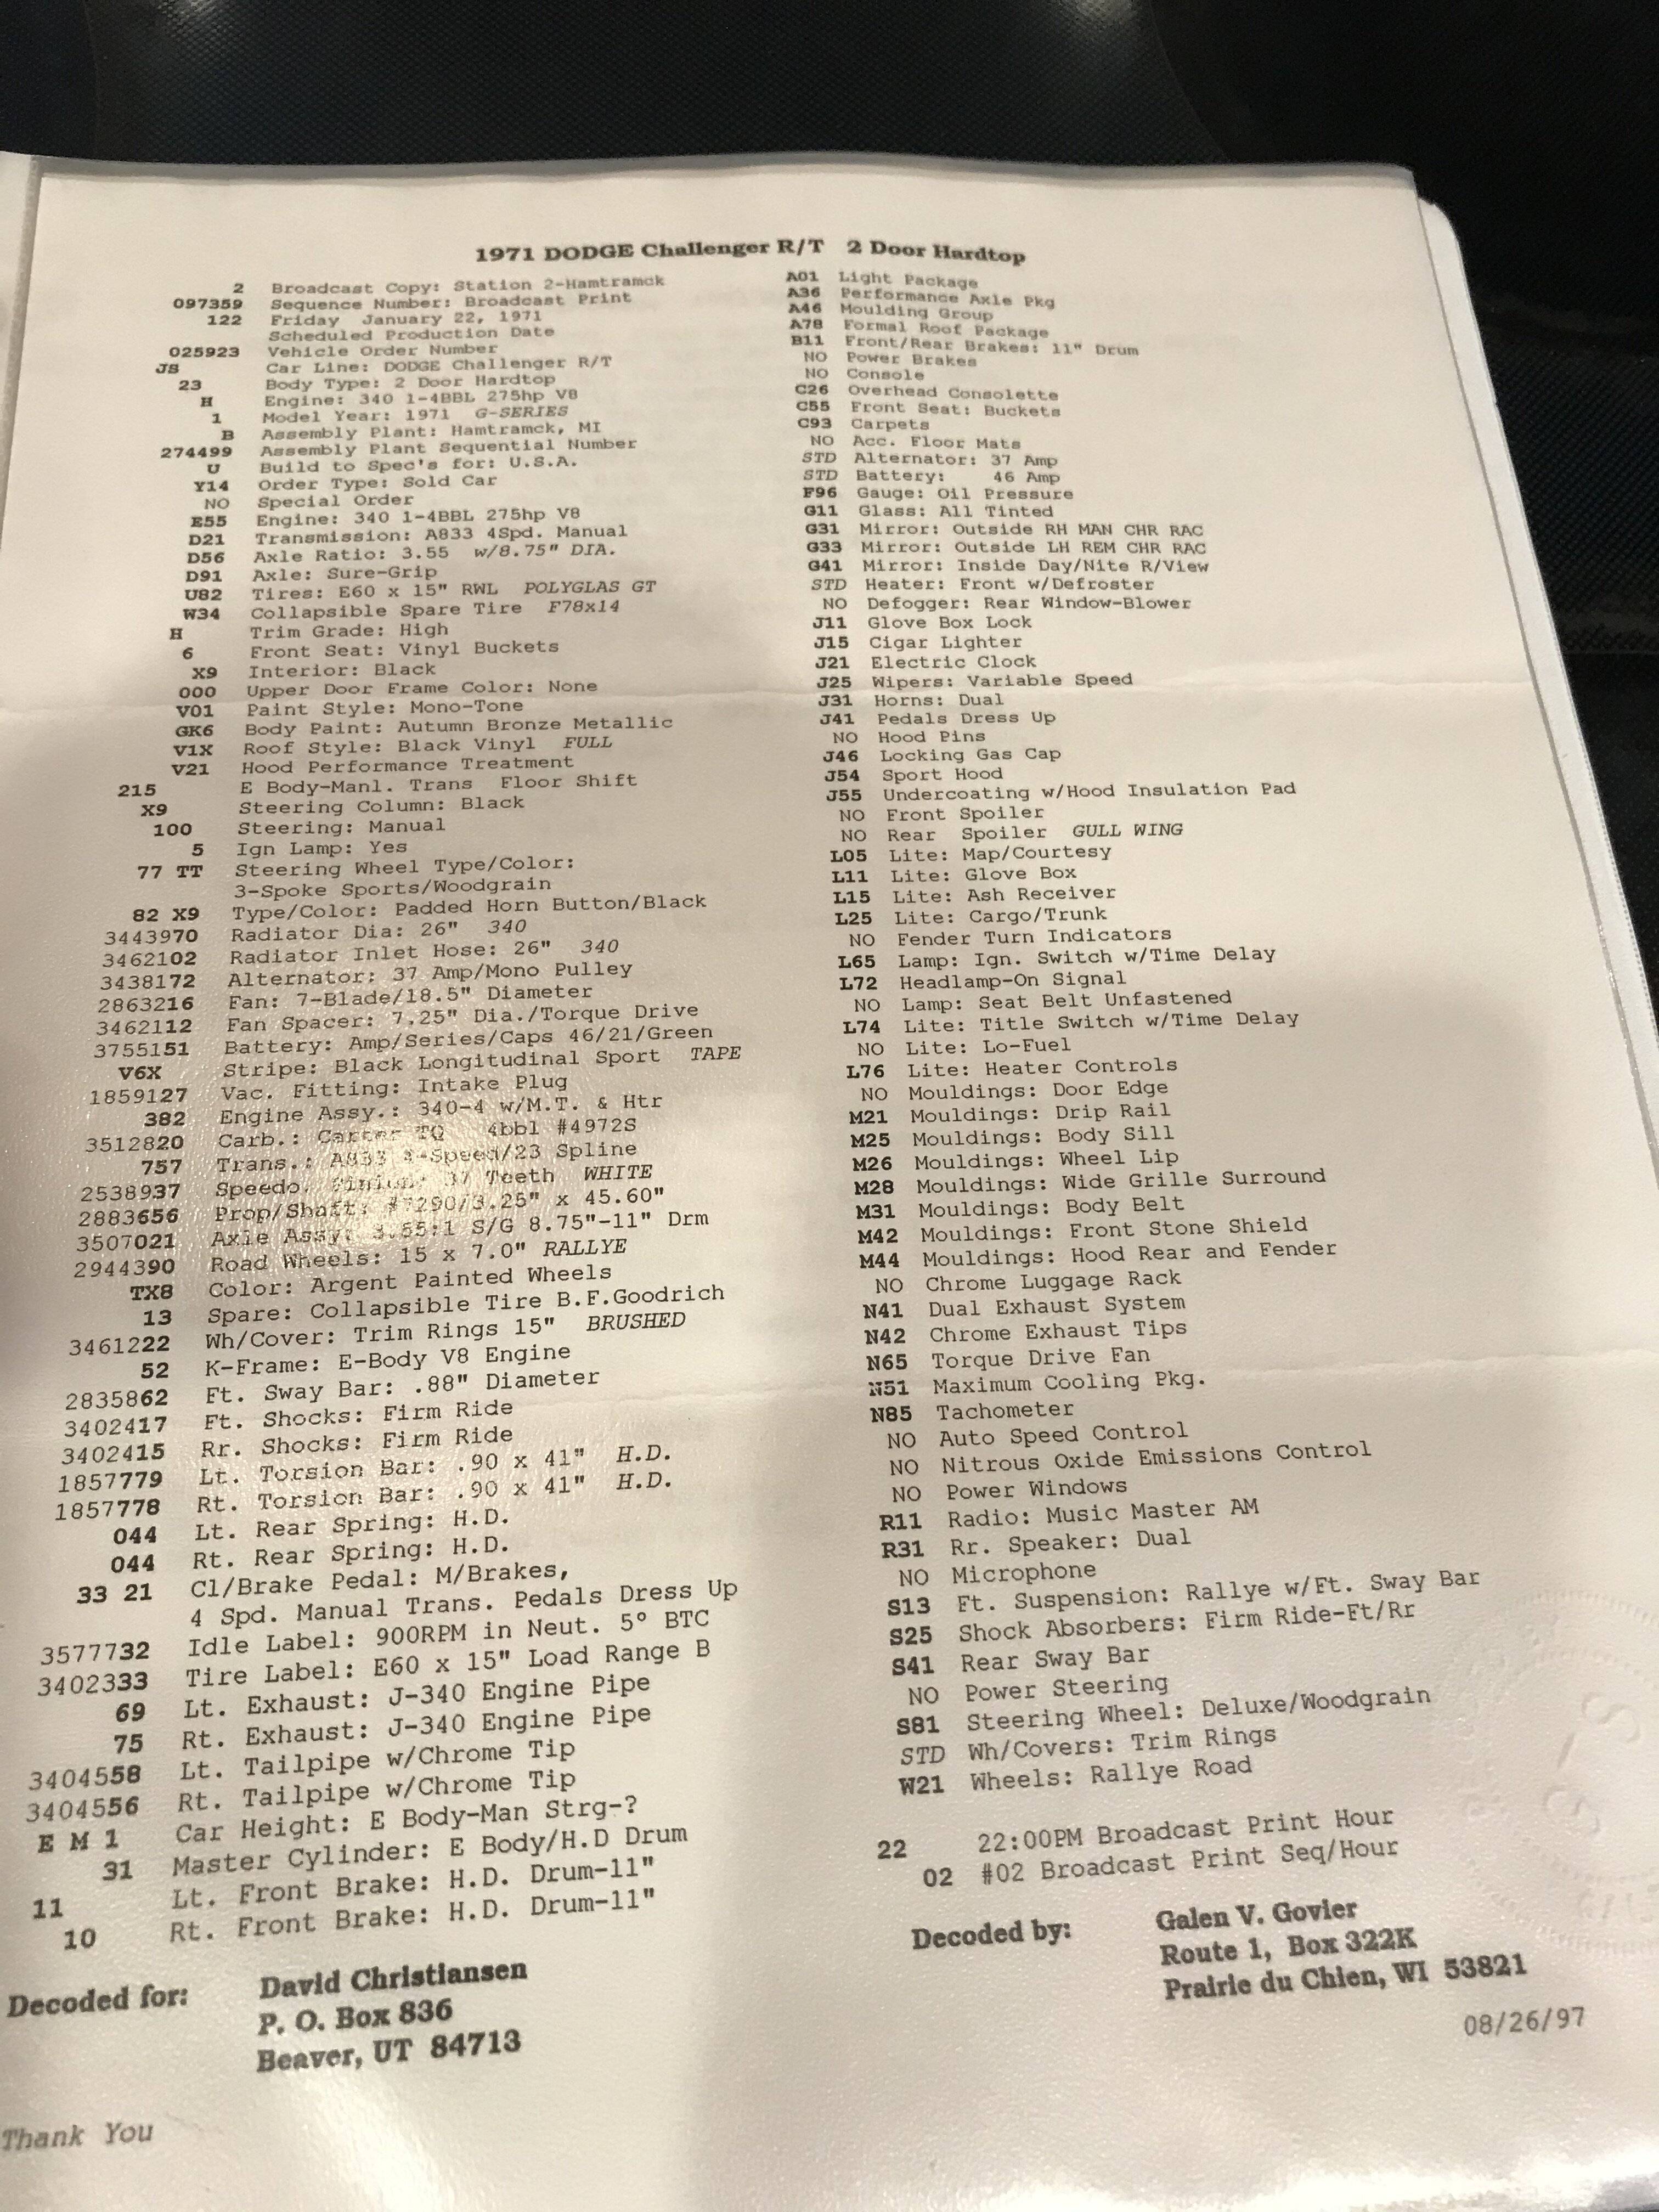 1971 DODGE Challenger R/T 2 Door Hardtop
2 Broadcast Copy: Station 2-Hamtramck
097359 Sequence Number: Broadcast Print
122 Friday January 22, 1971
Scheduled Production Date
025923 Vehicle Order Number
JS Car Line: DODGE Challenger R/T
23 Body Type: 2 Door Hardtop
H Engine: 340 1-4BBL 275hp V8
1 Model Year: 1971 G-SERIES
B Assembly Plant: Hamtramck, MI
274499 Assembly Plant Sequential Number
U Build to Spec's for: U.S.A.
Y14 Order Type: Sold Car
NO Special Order
E55 Engine: 340 1-4BBL 275hp V8
D21 Transmission: A833 4Spd. Manual
D56 Axle Ratio: 3.55 w/8.75" DIA.
D91 Axle: Sure-Grip
U82 Tires: E60 x 15" RWL POLYGLAS GT
W34 Collapsible Spare Tire F78x14
H Trim Grade: High
6 Front Seat: Vinyl Buckets
X9 Interior: Black
000 Upper Door Frame Color: None
V01 Paint Style: Mono-Tone
GK6 Body Paint: Autumn Bronze Metallic
V1X Roof Style: Black Vinyl FULL
V21 Hood Performance Treatment
215 E Body-Manl. Trans Floor Shift
X9 Steering Column: Black
100 Steering: Manual
5 Ign Lamp: Yes
77 TT Steering Wheel Type/Color:
3-Spoke Sports/Woodgrain
82 X9 Type/Color: Padded Horn Button/Black
3443970 Radiator Dia: 26" 340
3462102 Radiator Inlet Hose: 26" 340
3438172 Alternator: 37 Amp/Mono Pulley
2863216 Fan: 7-Blade/18.5" Diameter
3462112 Fan Spacer: 7.25" Dia./Torque Drive
3755151 Battery: Amp/Series/Caps 46/21/Green
V6X Stripe: Black Longitudinal Sport TAPE
1859127 Vac. Fitting: Intake Plug
382 Engine Assy.: 340-4 w/M.T. & Htr
3512820 Carb.: Carter TQ 4bbl #4972S
757 Trans.: A833 4-Speed/23 Spline
2538937 Speedo. Pinion: 37 Teeth WHITE
2883656 Prop/Shaft: #7290/3.25" x 45.60"
3507021 Axle Assy: 3.55:1 S/G 8.75"-11" Drm
2944390 Road Wheels: 15 x 7.0" RALLYE
TX8 Color: Argent Painted Wheels
13 Spare: Collapsible Tire B.F.Goodrich
3461222 Wh/Cover: Trim Rings 15" BRUSHED
52 K-Frame: E-Body V8 Engine
2835862 Ft. Sway Bar: .88" Diameter
3402417 Ft. Shocks: Firm Ride
3402415 Rr. Shocks: Firm Ride
1857779 Lt. Torsion Bar: .90 x 41" H.D.
1857778 Rt. Torsion Bar: .90 x 41" H.D.
044 Lt. Rear Spring: H.D.
044 Rt. Rear Spring: H.D.
33 21 Cl/Brake Pedal: M/Brakes,
4 Spd. Manual Trans. Pedals Dress Up
3577732 Idle Label: 900RPM in Neut. 5° BTC
3402333 Tire Label: E60 x 15" Load Range B
69 Lt. Exhaust: J-340 Engine Pipe
75 Rt. Exhaust: J-340 Engine Pipe
3404558 Lt. Tailpipe w/Chrome Tip
3404556 Rt. Tailpipe w/Chrome Tip
E M 1 Car Height: E Body-Man Strg-?
31 Master Cylinder: E Body/H.D Drum
11 Lt. Front Brake: H.D. Drum-11"
10 Rt. Front Brake: H.D. Drum-11"
A01 Light Package
A36 Performance Axle Pkg
A46 Moulding Group
A78 Formal Roof Package
B11 Front/Rear Brakes: 11" Drum
NO Power Brakes
NO Console
C26 Overhead Consolette
C55 Front Seat: Buckets
C93 Carpets
NO Acc. Floor Mats
STD Alternator: 37 Amp
STD Battery: 46 Amp
F96 Gauge: Oil Pressure
G11 Glass: All Tinted
G31 Mirror: Outside RH MAN CHR RAC
G33 Mirror: Outside LH REM CHR RAC
G41 Mirror: Inside Day/Nite R/View
STD Heater: Front w/Defroster
NO Defogger: Rear Window-Blower
J11 Glove Box Lock
J15 Cigar Lighter
J21 Electric Clock
J25 Wipers: Variable Speed
J31 Horns: Dual
J41 Pedals Dress Up
NO Hood Pins
J46 Locking Gas Cap
J54 Sport Hood
J55 Undercoating w/Hood Insulation Pad
NO Front Spoiler
NO Rear Spoiler GULL WING
L05 Lite: Map/Courtesy
L11 Lite: Glove Box
L15 Lite: Ash Receiver
L25 Lite: Cargo/Trunk
NO Fender Turn Indicators
L65 Lamp: Ign. Switch w/Time Delay
L72 Headlamp-On Signal
NO Lamp: Seat Belt Unfastened
L74 Lite: Title Switch w/Time Delay
NO Lite: Lo-Fuel
L76 Lite: Heater Controls
NO Mouldings: Door Edge
M21 Mouldings: Drip Rail
M25 Mouldings: Body Sill
M26 Mouldings: Wheel Lip
M28 Mouldings: Wide Grille Surround
M31 Mouldings: Body Belt
M42 Mouldings: Front Stone Shield
M44 Mouldings: Hood Rear and Fender
NO Chrome Luggage Rack
N41 Dual Exhaust System
N42 Chrome Exhaust Tips
N65 Torque Drive Fan
N51 Maximum Cooling Pkg.
N85 Tachometer
NO Auto Speed Control
NO Nitrous Oxide Emissions Control
NO Power Windows
R11 Radio: Music Master AM
R31 Rr. Speaker: Dual
NO Microphone
S13 Ft. Suspension: Rallye w/Ft. Sway Bar
S25 Shock Absorbers: Firm Ride-Ft/Rr
S41 Rear Sway Bar
NO Power Steering
S81 Steering Wheel: Deluxe/Woodgrain
STD Wh/Covers: Trim Rings
W21 Wheels: Rallye Road
22 22:00PM Broadcast Print Hour
02 #02 Broadcast Print Seq/Hour
Decoded for: David Christiansen
P. O. Box 836
Beaver, UT 84713
Decoded by: Galen V. Govier
Route 1, Box 322K
Prairie du Chien, WI 53821
08/26/97
Thank You